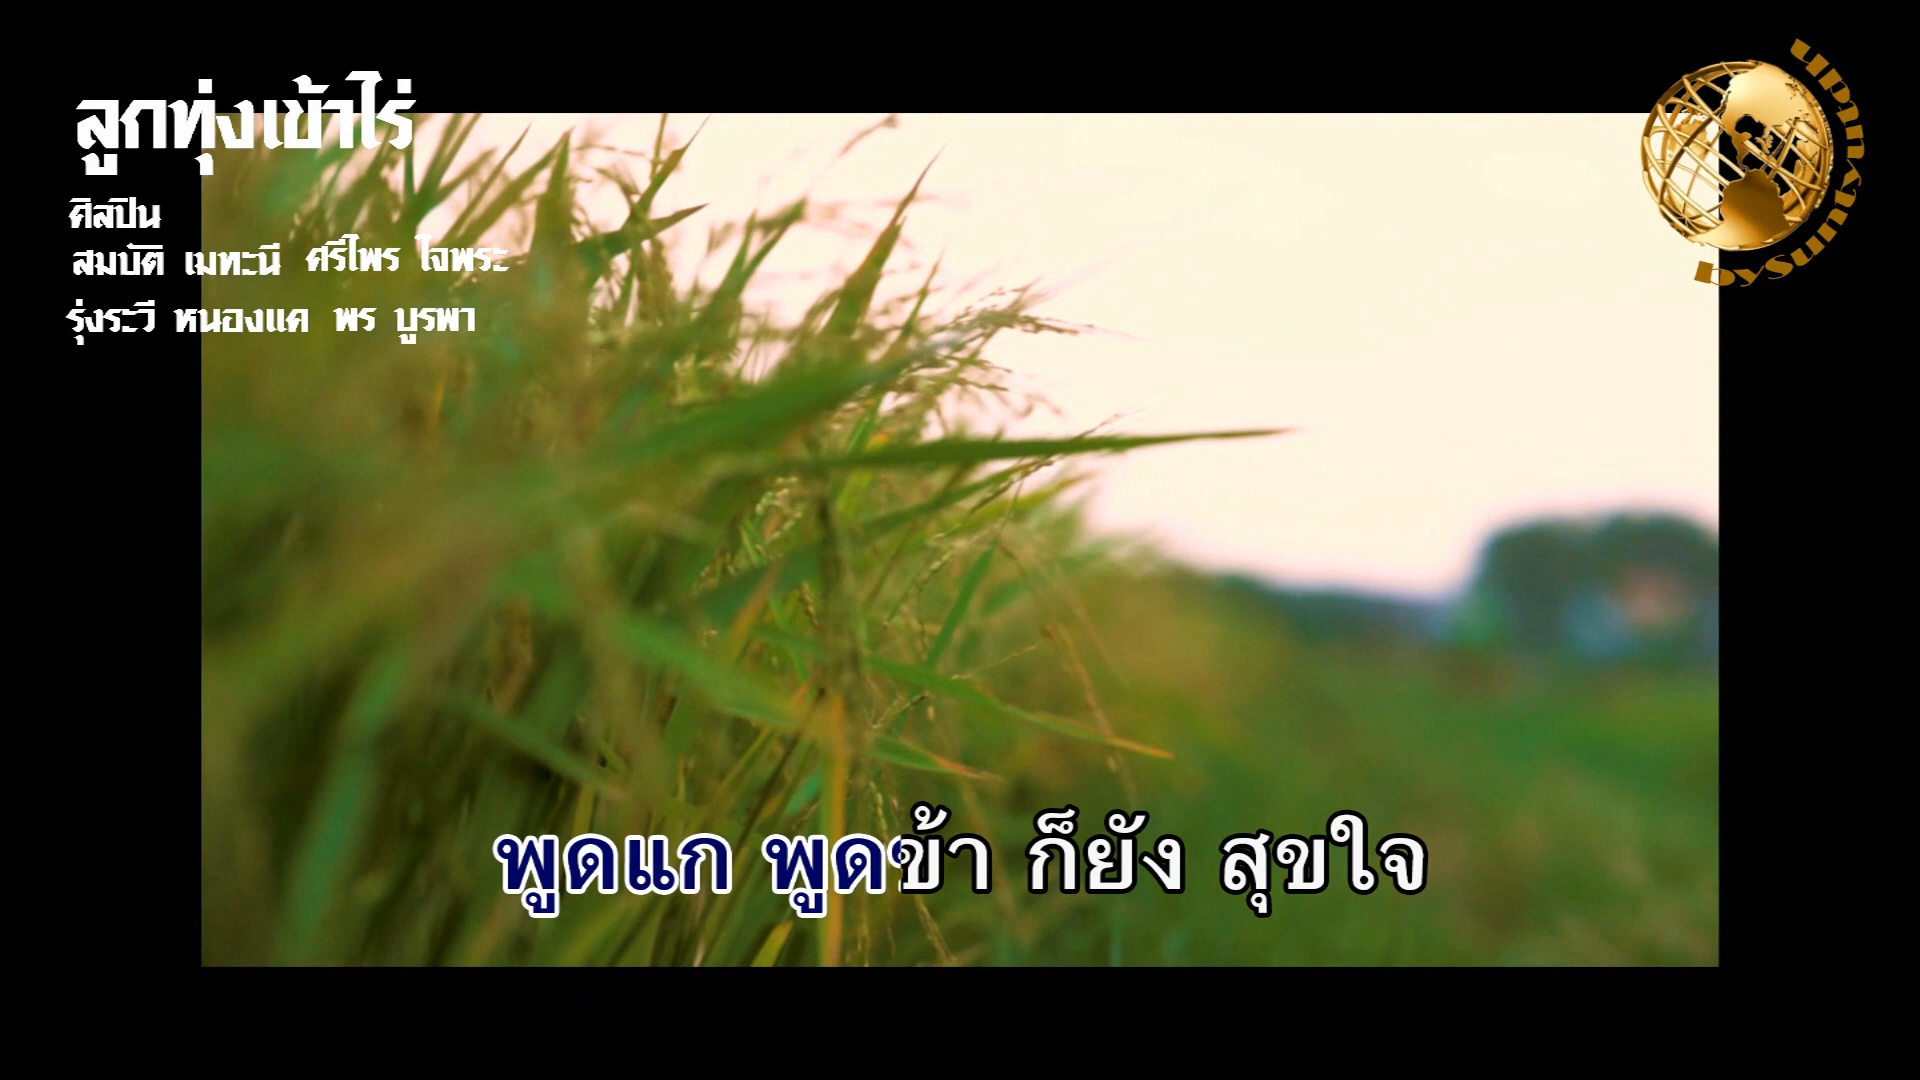 ลูกทุ่งเข้าไร่
ศิลปิน
สมบัติ เมทะนี ศรีไพร ใจพระ
รุ่งระวี หนองแค พร บูรพา
bysunyupan
พูดแก พูดข้า ก็ยัง สุขใจ